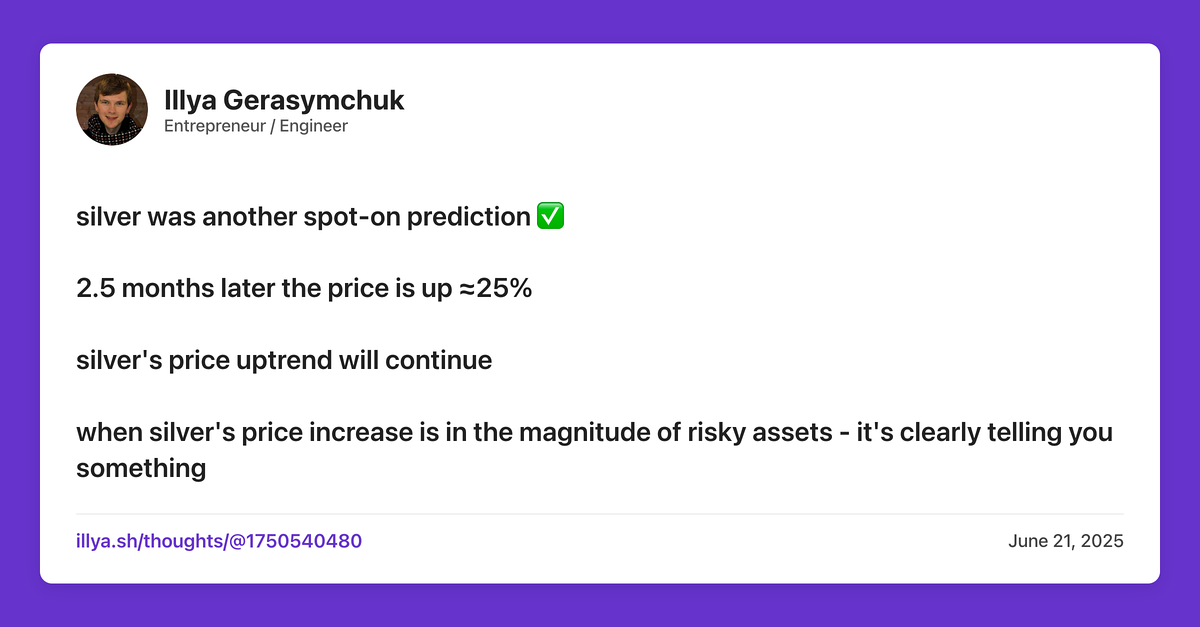 Illya Gerasymchuk
Entrepreneur / Engineer
silver was another spot-on prediction ✅
2.5 months later the price is up ≈25%
silver's price uptrend will continue
when silver's price increase is in the magnitude of risky assets - it's clearly telling you
something
illya.sh/thoughts/@1750540480
June 21, 2025